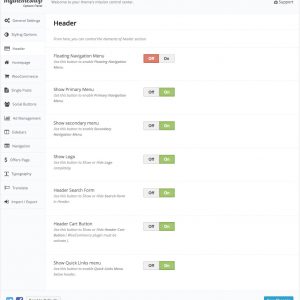 Options Panel
Welcome to your theme's mission control center.
General Settings
Styling Options
Header
Homepage
WooCommerce
Single Posts
Social Buttons
Ad Management
Sidebars
Navigation
Offers Page
Typography
Translate
Import / Export
Header
From here, you can control the elements of header section.
Floating Navigation Menu
Use this button to enable Floating Navigation
Menu.
Off On
Show Primary Menu
Use this button to enable Primary Navigation
Menu.
Off On
Show secondary menu
Use this button to enable Secondary
Navigation Menu.
Off On
Show Logo
Use this button to Show or Hide Logo
completely.
Off On
Header Search Form
Use this button to Show or Hide Search Form
in Header.
Off On
Header Cart Button
Use this button to Show or Hide Header Cart
Button ( WooCommerce plugin must be
activate ).
Off On
Show Quick Links menu
Use this button to enable Quick Links Menu
below header.
Off On